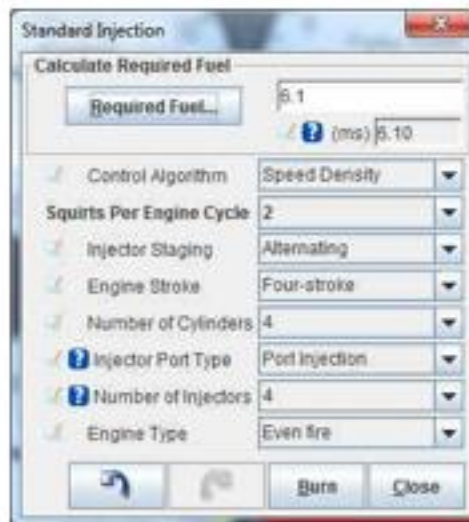 Standard Injection
Calculate Required Fuel
Required Fuel... 6.1
? (ms) 6.10
Control Algorithm Speed Density
Squirts Per Engine Cycle 2
Injector Staging Alternating
Engine Stroke Four-stroke
Number of Cylinders 4
? Injector Port Type Port Injection
? Number of Injectors 4
Engine Type Even fire
Burn Close